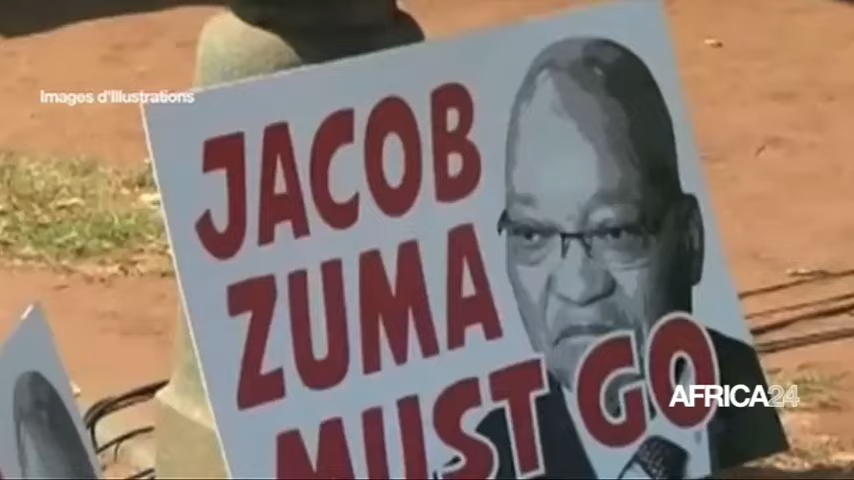 Images d'Illustrations
JACOB
ZUMA
MUST GO
AFRICA24